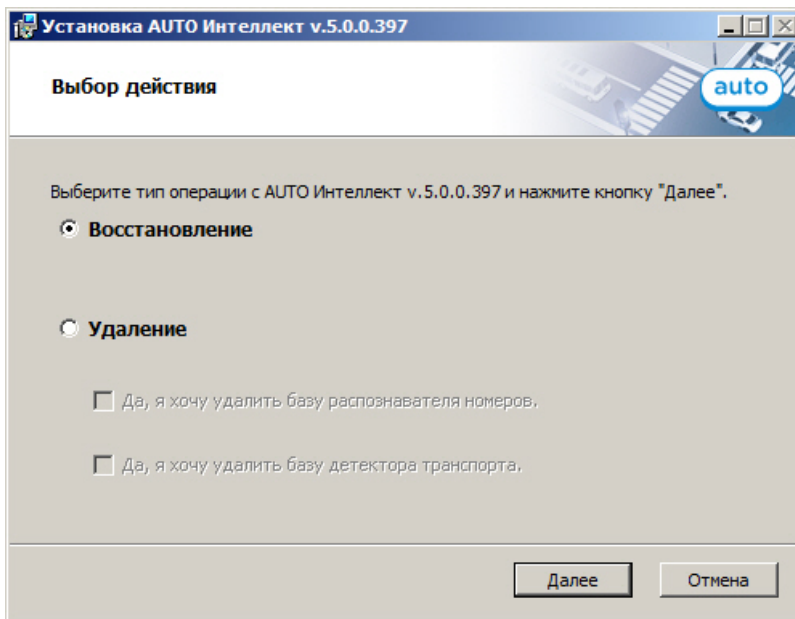 Установка AUTO Интеллект v.5.0.0.397
Выбор действия
auto
Выберите тип операции с AUTO Интеллект v.5.0.0.397 и нажмите кнопку "Далее".
Восстановление
Удаление
Да, я хочу удалить базу распознавателя номеров.
Да, я хочу удалить базу детектора транспорта.
Далее
Отмена